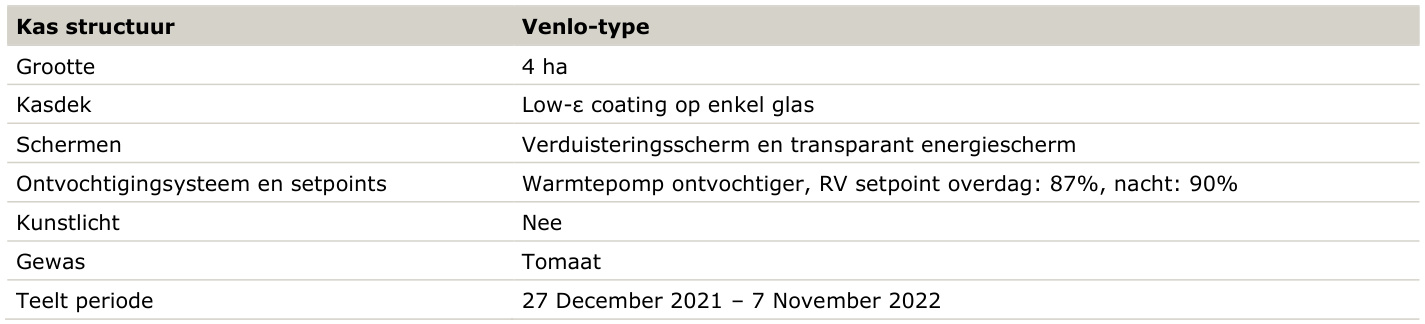 Kas structuur Venlo-type
Grootte 4 ha
Kasdek Low-ε coating op enkel glas
Schermen Verduisteringsscherm en transparant energiescherm
Ontvochtigingsysteem en setpoints Warmtepomp ontvochtiger, RV setpoint overdag: 87%, nacht: 90%
Kunstlicht Nee
Gewas Tomaat
Teelt periode 27 December 2021 – 7 November 2022